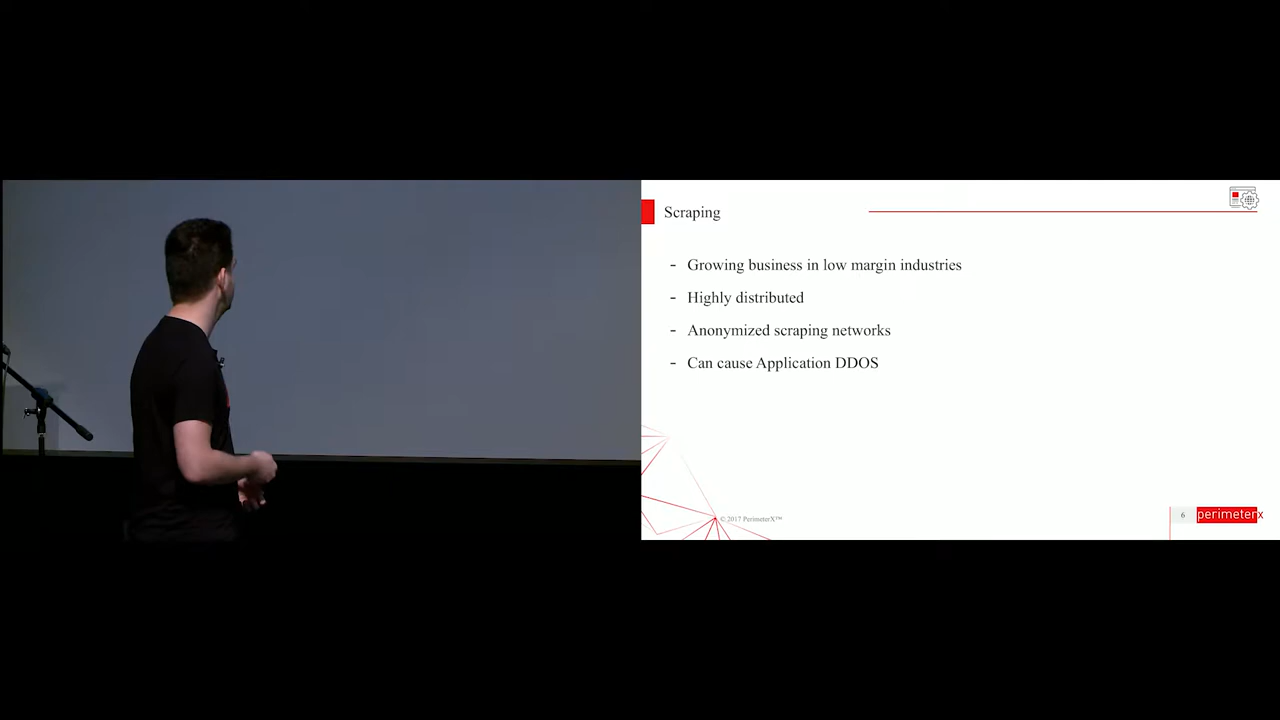 Scraping
- Growing business in low margin industries
- Highly distributed
- Anonymized scraping networks
- Can cause Application DDOS
© 2017 PerimeterX™
6
perimeterx